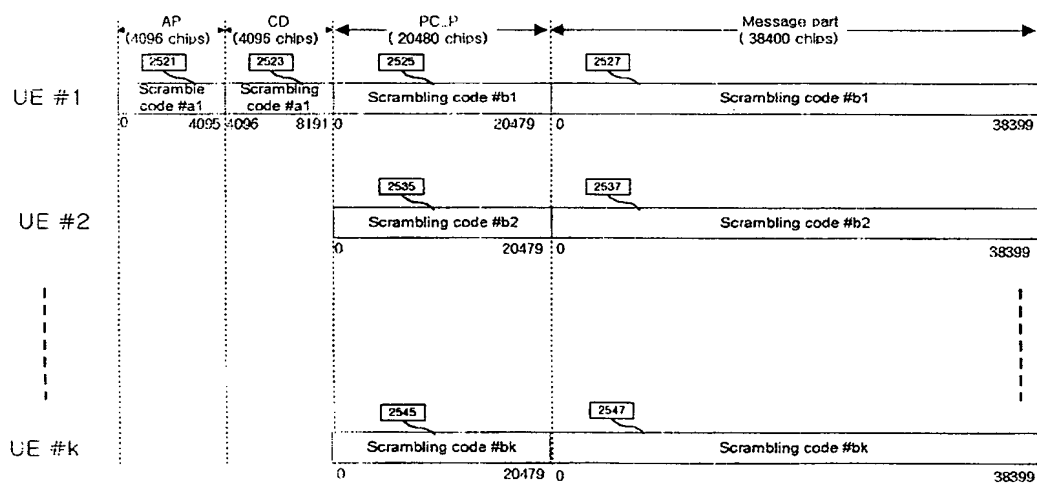 AP CD PC_P Message part
(4096 chips) (4096 chips) ( 20480 chips) ( 38400 chips)
2521 2523 2525 2527
UE #1 Scramble code #a1 Scrambling code #a1 Scrambling code #b1 Scrambling code #b1
0 4095 4096 8191 0 20479 0 38399
2535 2537
UE #2 Scrambling code #b2 Scrambling code #b2
0 20479 0 38399
2545 2547
UE #k Scrambling code #bk Scrambling code #bk
0 20479 0 38399